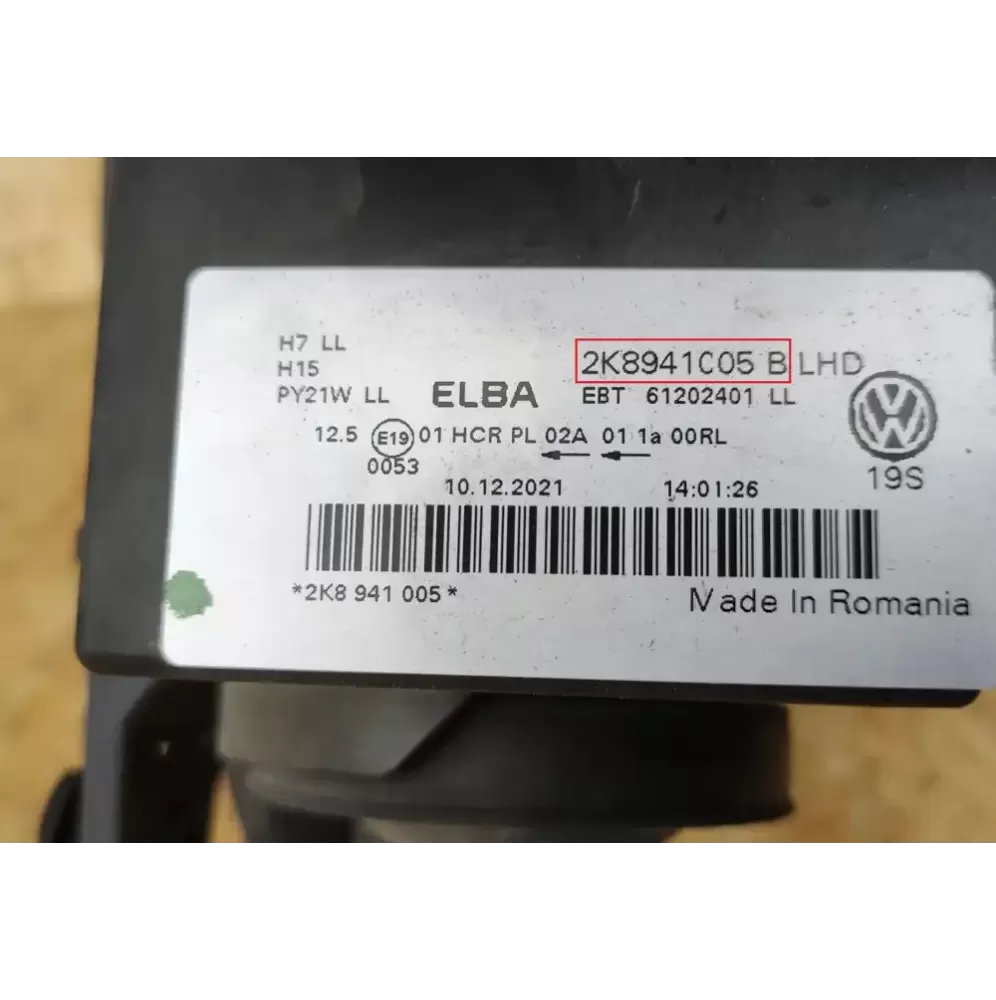 H7 LL
H15
PY21W LL
ELBA
2K8941C05 B LHD
EBT 61202401 LL
12.5 E19 01 HCR PL 02A 01 1a 00RL
0053
VW
19S
10.12.2021 14:01:26
*2K8 941 005*
Made In Romania